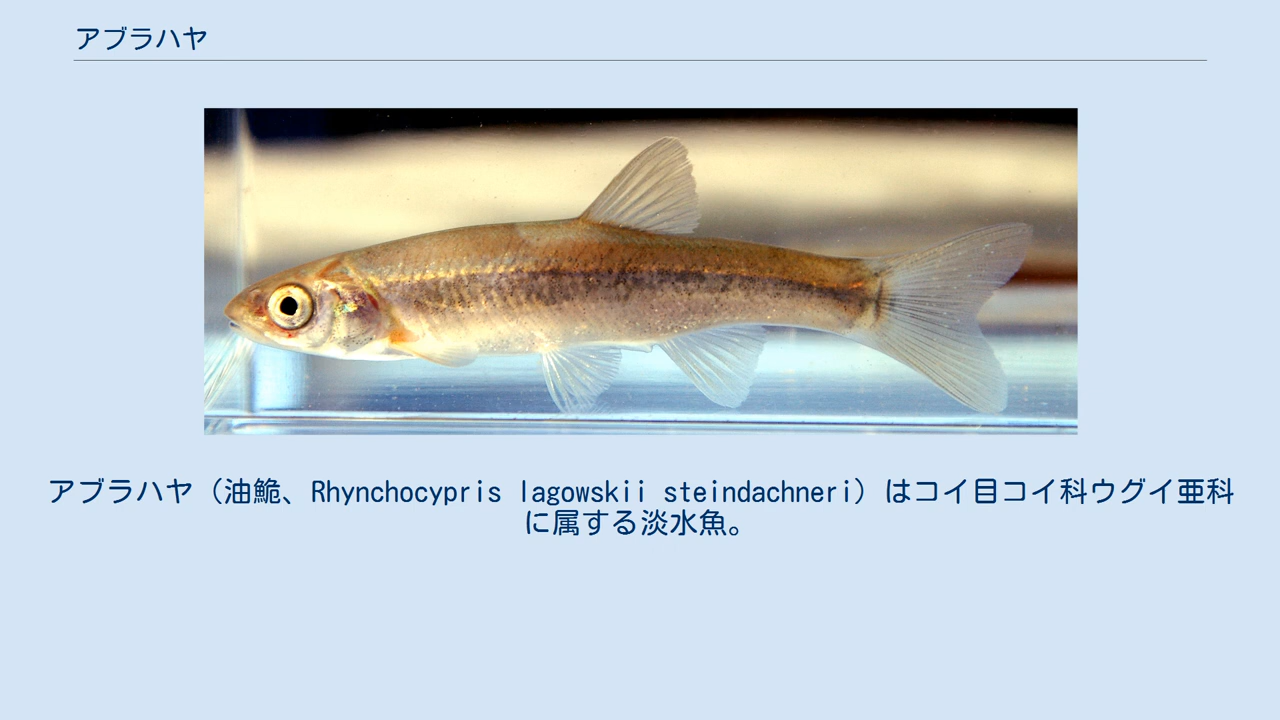 アブラハヤ
アブラハヤ（油鮠、Rhynchocypris lagowskii steindachneri）はコイ目コイ科ウグイ亜科
に属する淡水魚。